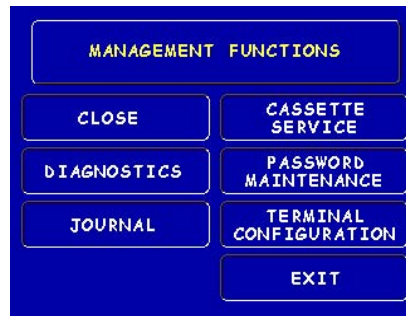 MANAGEMENT FUNCTIONS
CLOSE
CASSETTE
SERVICE
DIAGNOSTICS
PASSWORD
MAINTENANCE
JOURNAL
TERMINAL
CONFIGURATION
EXIT